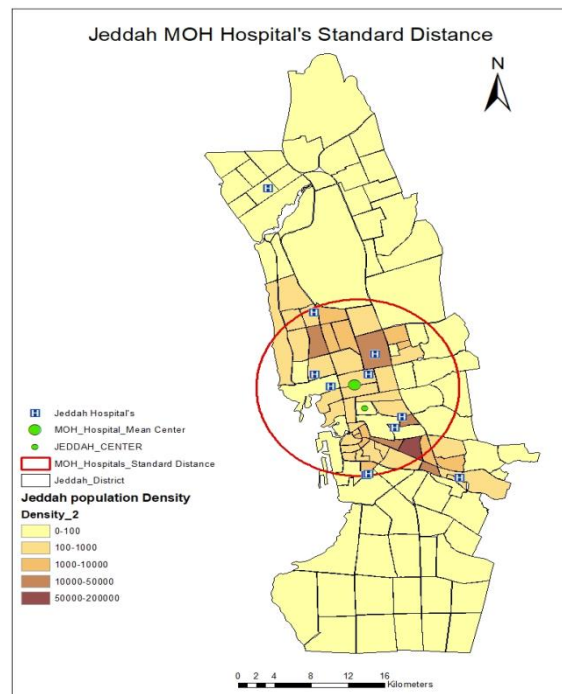 Jeddah MOH Hospital's Standard Distance
N
H
H
H
H
H
H
H
H
H
H Jeddah Hospital's
MOH_Hospital_Mean Center
JEDDAH_CENTER
MOH_Hospitals_Standard Distance
Jeddah_District
Jeddah population Density
Density_2
0-100
100-1000
1000-10000
10000-50000
50000-200000
0 2 4 8 12 16
Kilometers